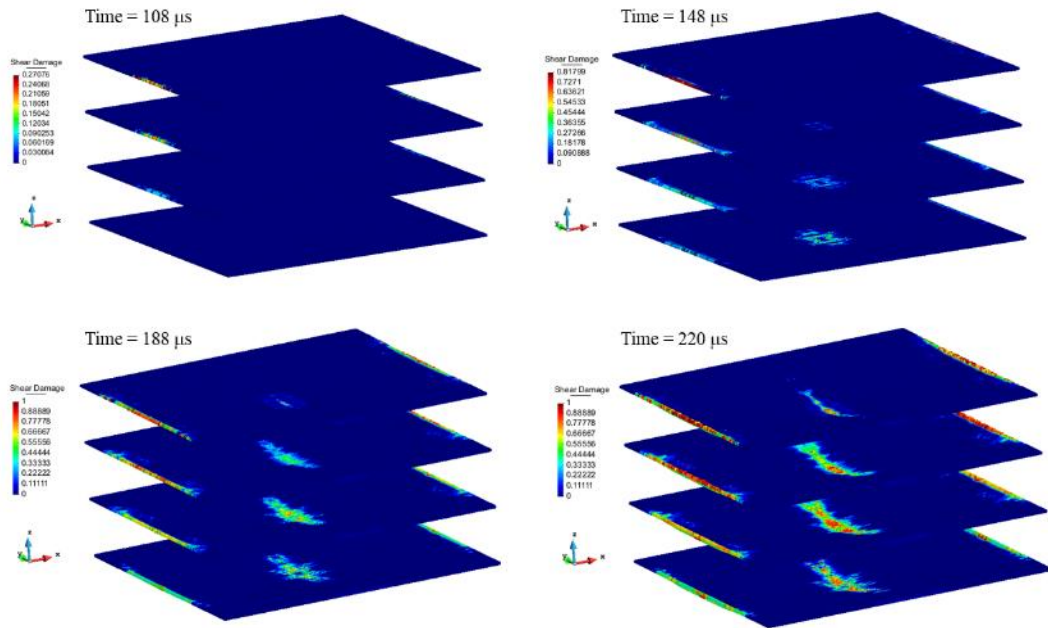 Time = 108 μs
Shear Damage
0.27076
0.24068
0.21059
0.18051
0.15042
0.12034
0.090253
0.060169
0.030084
0
z
y
x
Time = 148 μs
Shear Damage
0.81799
0.7271
0.63621
0.54533
0.45444
0.36355
0.27266
0.18178
0.090888
0
z
y
x
Time = 188 μs
Shear Damage
1
0.88889
0.77778
0.66667
0.55556
0.44444
0.33333
0.22222
0.11111
0
z
y
x
Time = 220 μs
Shear Damage
1
0.88889
0.77778
0.66667
0.55556
0.44444
0.33333
0.22222
0.11111
0
z
y
x